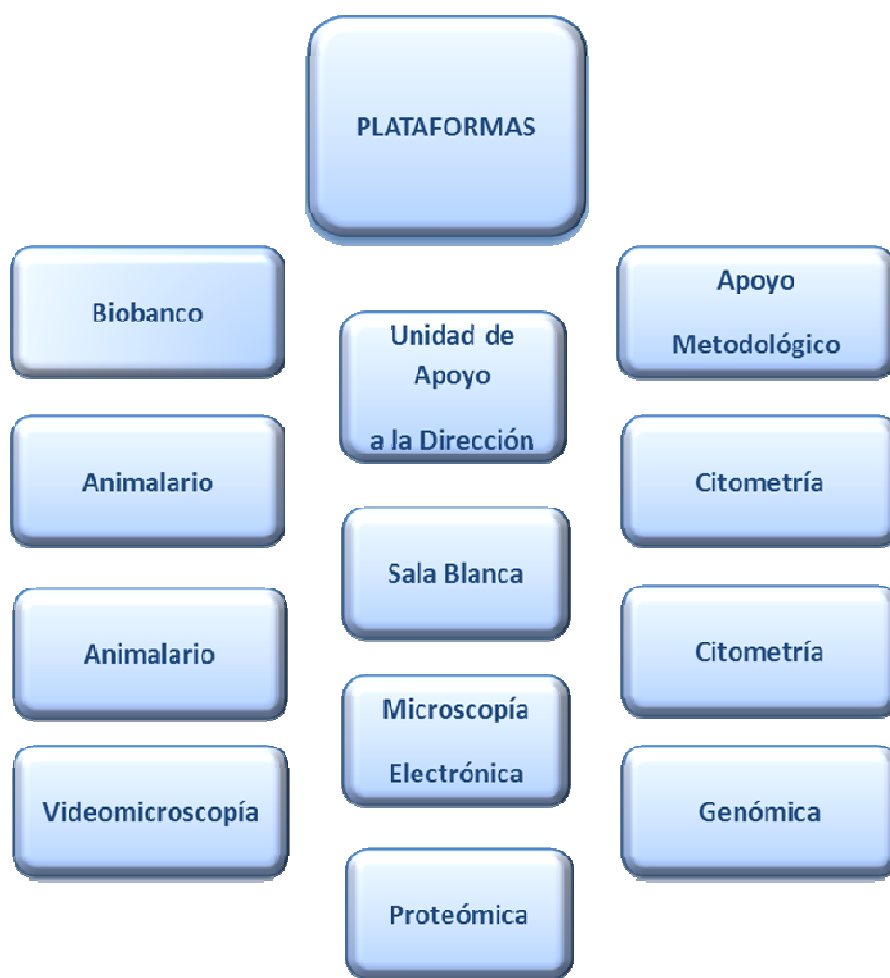 PLATAFORMAS
Biobanco
Unidad de
Apoyo
a la Dirección
Apoyo
Metodológico
Animalario
Sala Blanca
Citometría
Animalario
Microscopía
Electrónica
Citometría
Videomicroscopía
Proteómica
Genómica